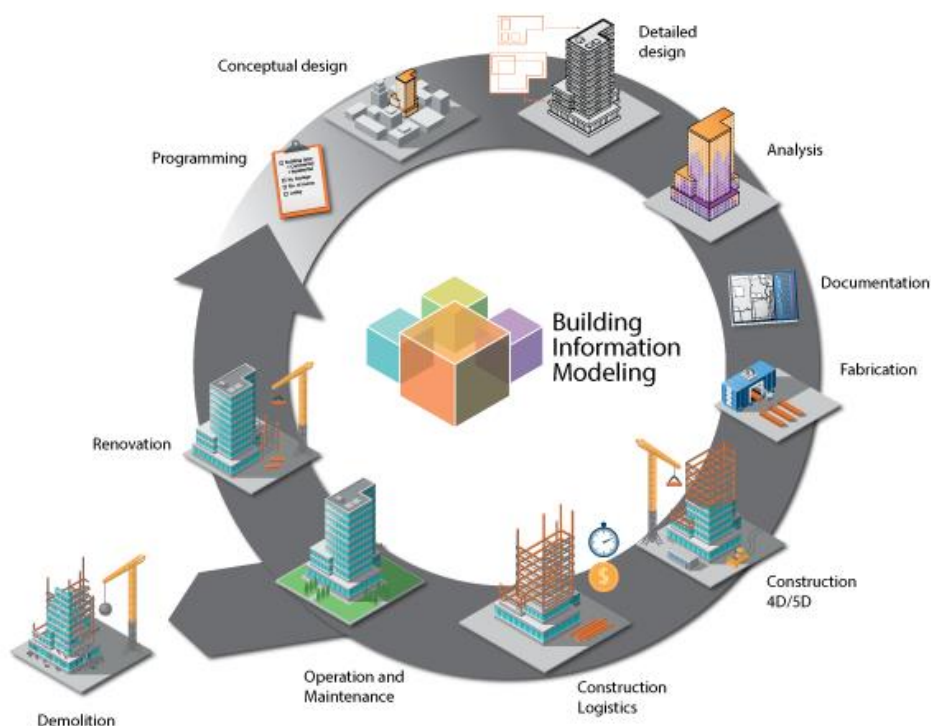 Detailed
design
Conceptual design
Programming
Analysis
Documentation
Building
Information
Modeling
Fabrication
Renovation
$
Construction
4D/5D
Operation and
Maintenance
Construction
Logistics
Demolition